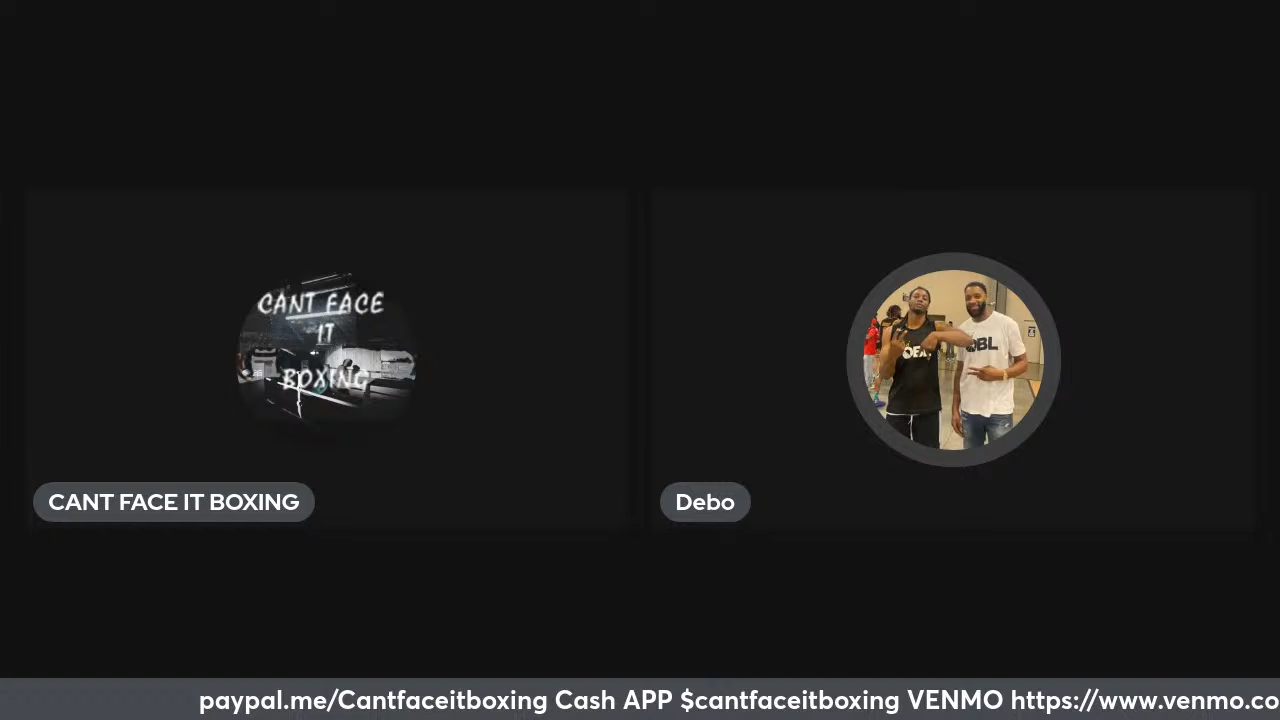 CANT FACE
IT
BOXING
QBL
CANT FACE IT BOXING
Debo
paypal.me/Cantfaceitboxing Cash APP $cantfaceitboxing VENMO https://www.venmo.co